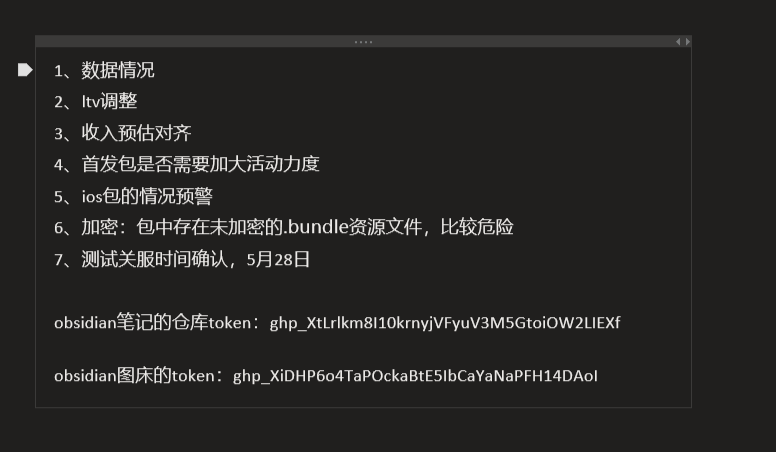 1、数据情况
2、ltv调整
3、收入预估对齐
4、首发包是否需要加大活动力度
5、ios包的情况预警
6、加密：包中存在未加密的.bundle资源文件，比较危险
7、测试关服时间确认，5月28日
obsidian笔记的仓库token：
obsidian图床的token：